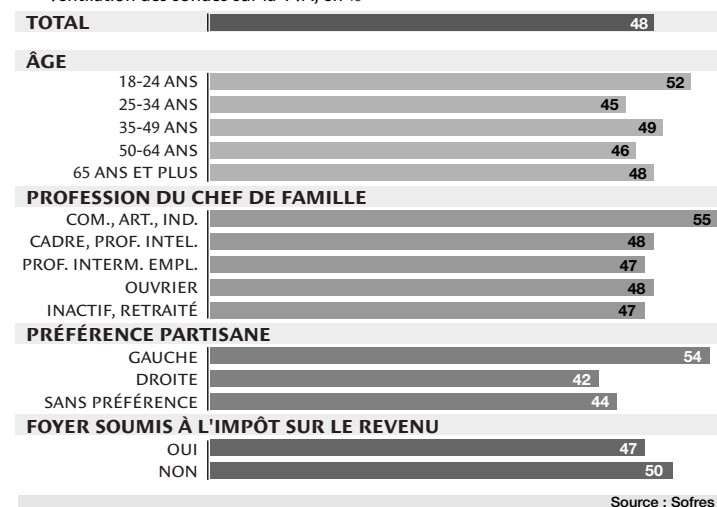 TOTAL 48
ÂGE
18-24 ANS 52
25-34 ANS 45
35-49 ANS 49
50-64 ANS 46
65 ANS ET PLUS 48
PROFESSION DU CHEF DE FAMILLE
COM., ART., IND. 55
CADRE, PROF. INTEL. 48
PROF. INTERM. EMPL. 47
OUVRIER 48
INACTIF, RETRAITÉ 47
PRÉFÉRENCE PARTISANE
GAUCHE 54
DROITE 42
SANS PRÉFÉRENCE 44
FOYER SOUMIS À L'IMPÔT SUR LE REVENU
OUI 47
NON 50
Source : Sofres